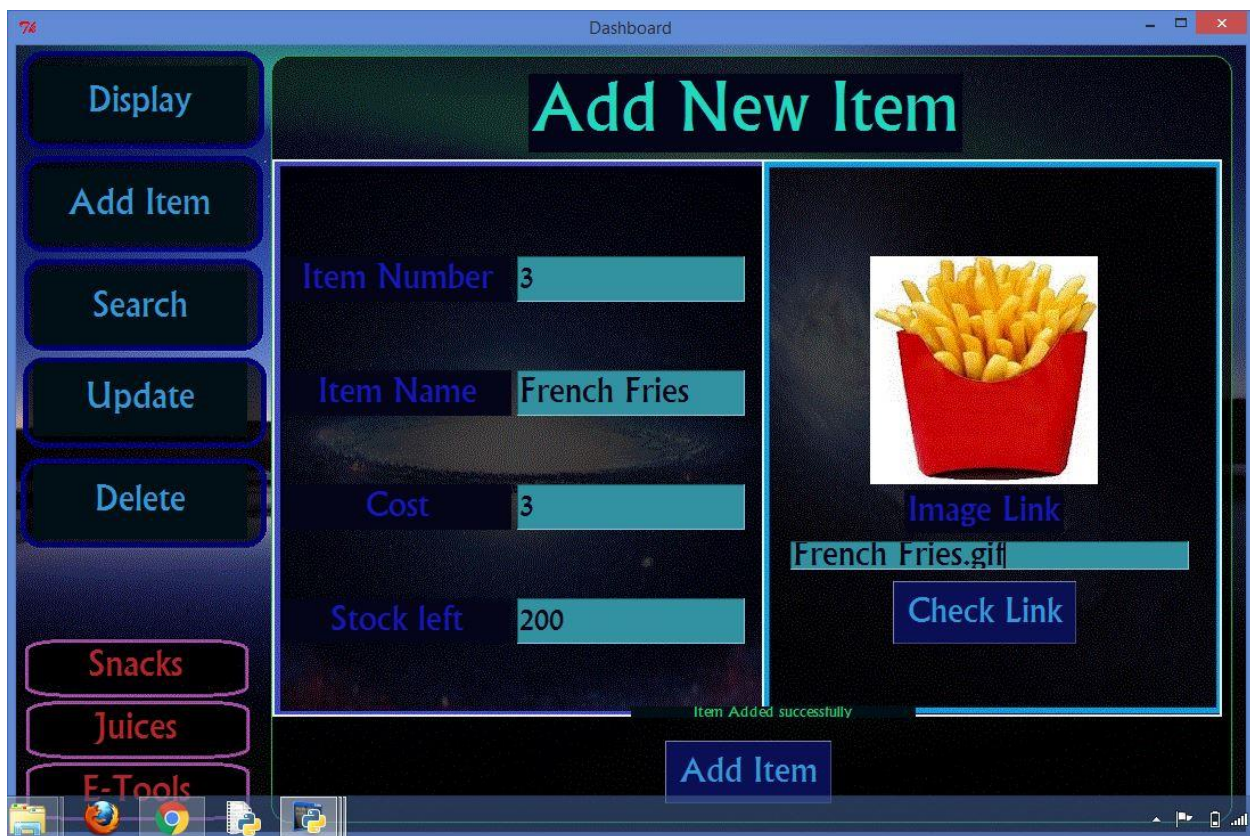 Dashboard
Display
Add Item
Search
Update
Delete
Snacks
Juices
E-Tools
Add New Item
Item Number 3
Item Name French Fries
Cost 3
Stock left 200
Image Link
French Fries.gif
Check Link
Item Added successfully
Add Item